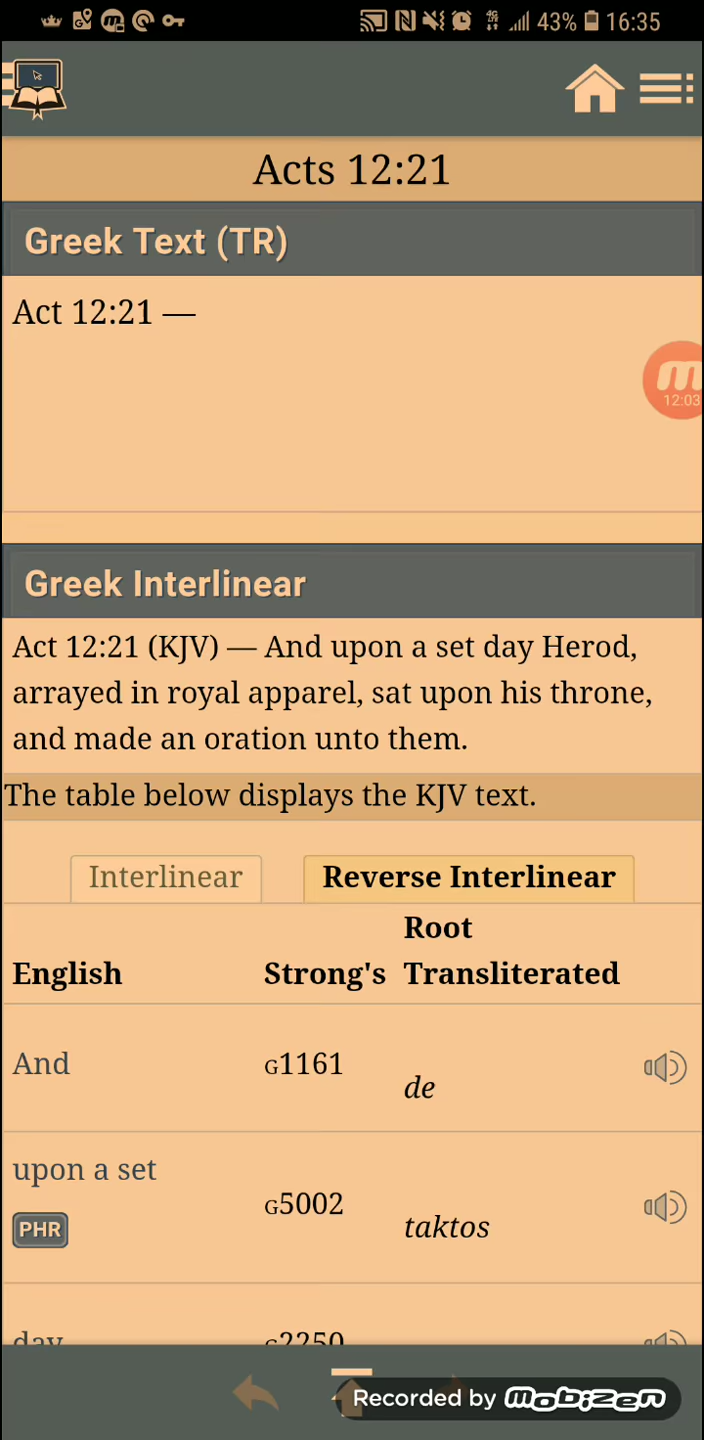 43% 16:35
Acts 12:21
Greek Text (TR)
Act 12:21 —
12:03
Greek Interlinear
Act 12:21 (KJV) — And upon a set day Herod,
arrayed in royal apparel, sat upon his throne,
and made an oration unto them.
The table below displays the KJV text.
Interlinear Reverse Interlinear
English Strong's Root Transliterated
And G1161 de
upon a set
PHR
G5002 taktos
day G2250
Recorded by mobizen